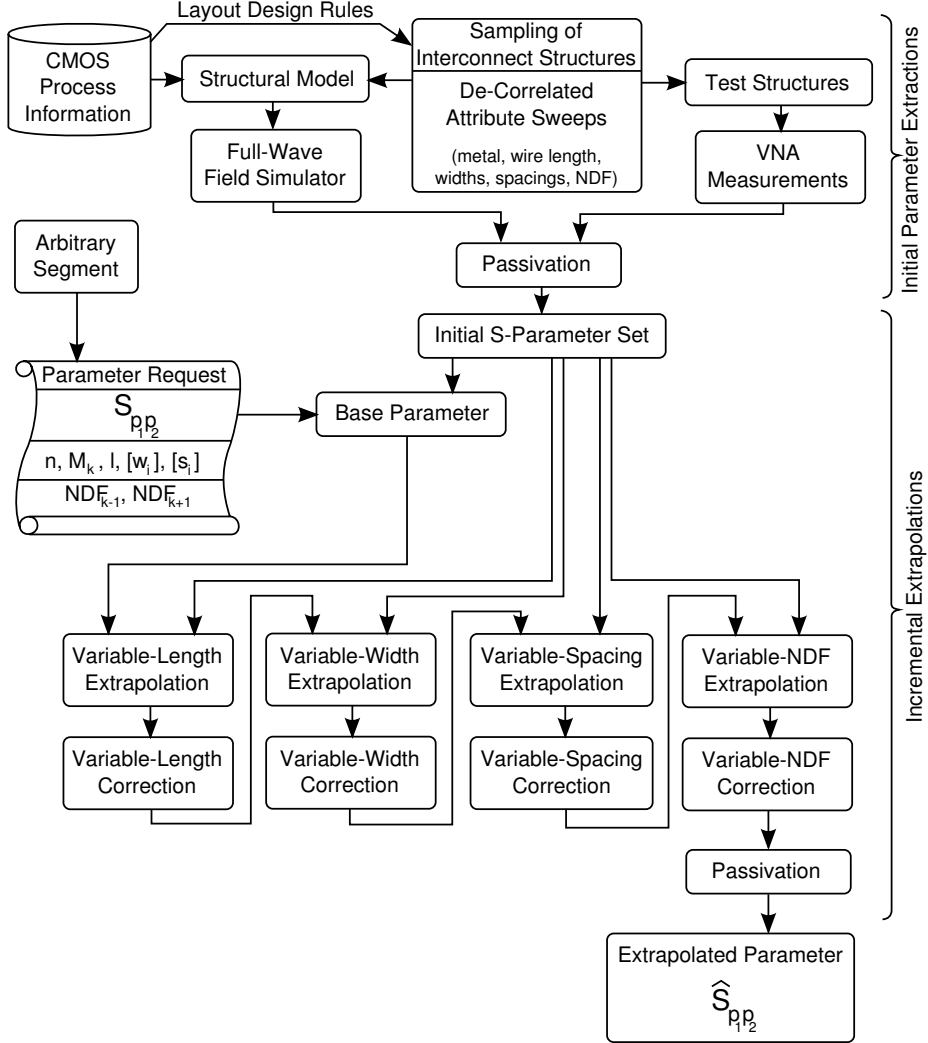 Layout Design Rules
CMOS
Process
Information
Structural Model
Sampling of
Interconnect Structures
De-Correlated
Attribute Sweeps
(metal, wire length,
widths, spacings, NDF)
Test Structures
Full-Wave
Field Simulator
VNA
Measurements
Initial Parameter Extractions
Passivation
Arbitrary
Segment
Initial S-Parameter Set
Parameter Request
S p1p2
n, Mk, l, [wi], [si]
NDFk-1, NDFk+1
Base Parameter
Incremental Extrapolations
Variable-Length
Extrapolation
Variable-Width
Extrapolation
Variable-Spacing
Extrapolation
Variable-NDF
Extrapolation
Variable-Length
Correction
Variable-Width
Correction
Variable-Spacing
Correction
Variable-NDF
Correction
Passivation
Extrapolated Parameter
Ŝ p1p2